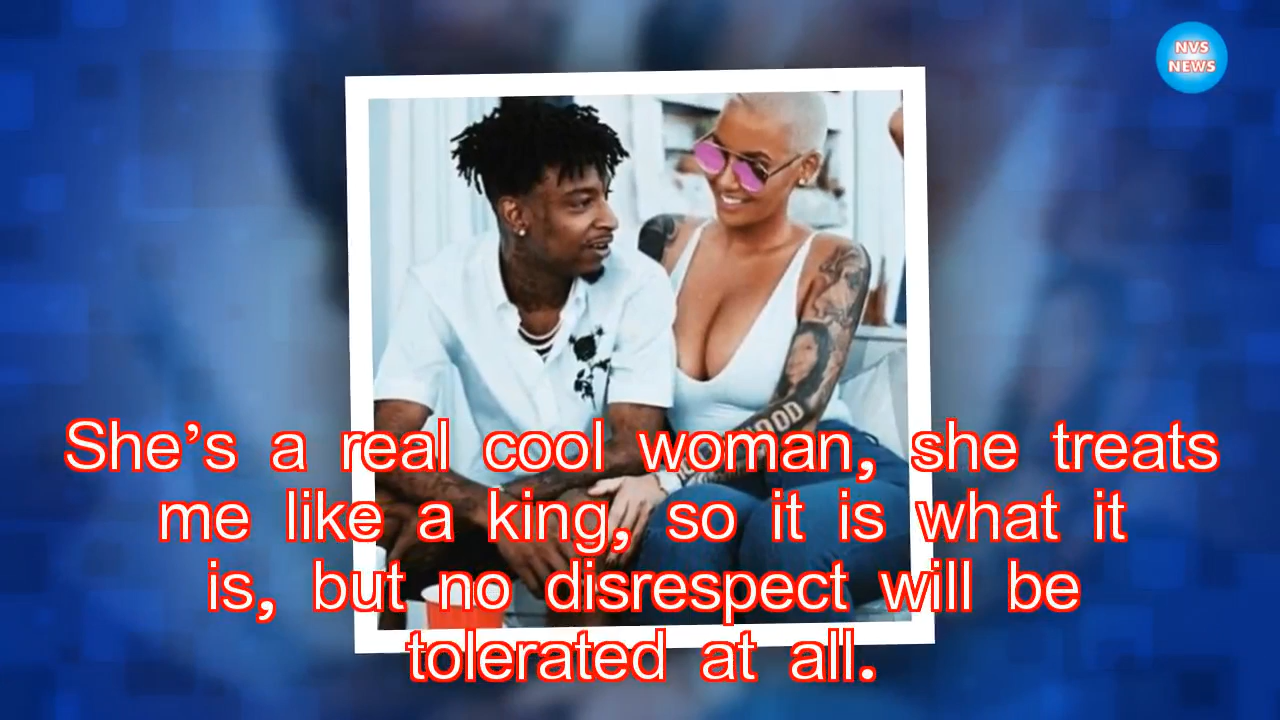 NVS
NEWS
She's a real cool woman, she treats
me like a king, so it is what it
is, but no disrespect will be
tolerated at all.